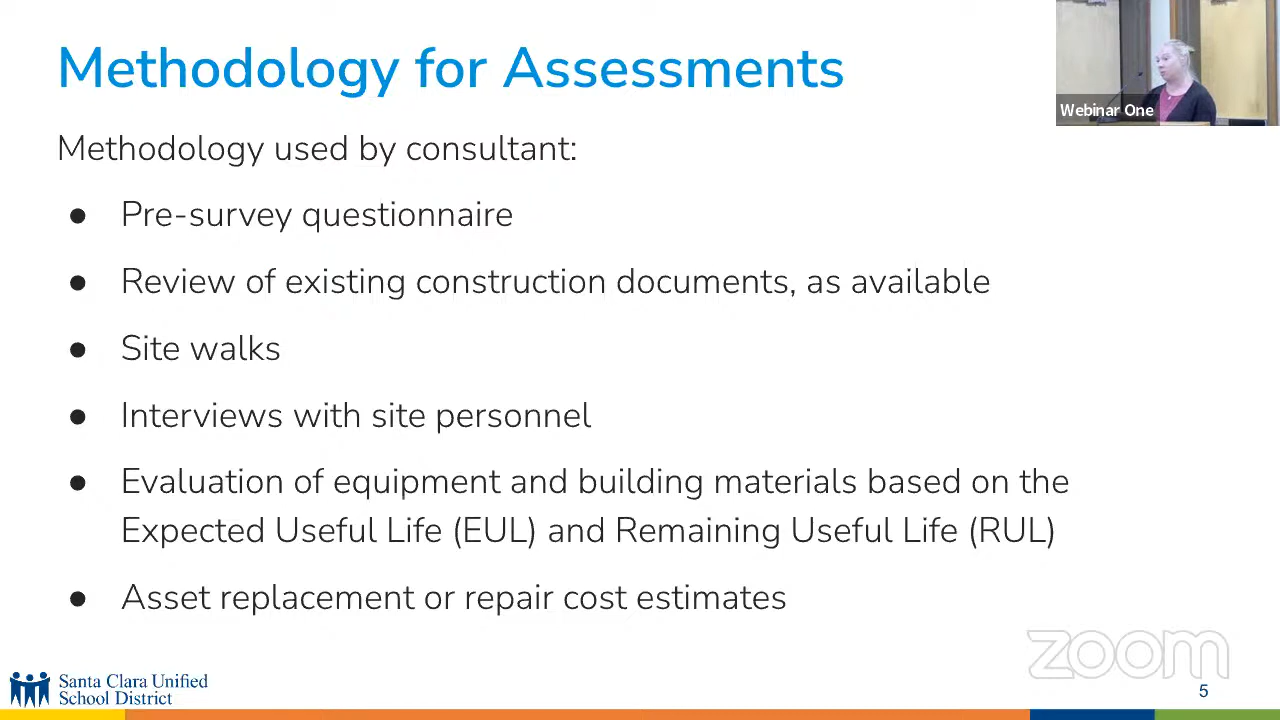 Methodology for Assessments
Webinar One
Methodology used by consultant:
● Pre-survey questionnaire
● Review of existing construction documents, as available
● Site walks
● Interviews with site personnel
● Evaluation of equipment and building materials based on the
Expected Useful Life (EUL) and Remaining Useful Life (RUL)
● Asset replacement or repair cost estimates
zoom
Santa Clara Unified
School District
5